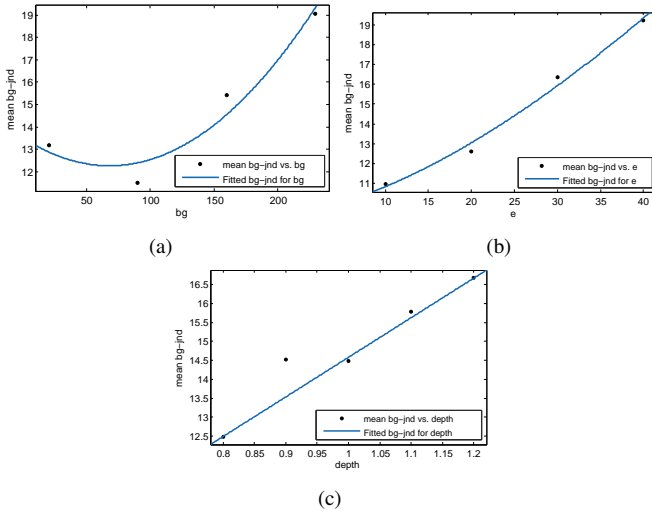 19
18
17
16
15
14
13
12
mean bg-jnd
50 100 150 200
bg
mean bg-jnd vs. bg
Fitted bg-jnd for bg
(a)
19
18
17
16
15
14
13
12
11
mean bg-jnd
10 15 20 25 30 35 40
e
mean bg-jnd vs. e
Fitted bg-jnd for e
(b)
16.5
16
15.5
15
14.5
14
13.5
13
12.5
mean bg-jnd
0.8 0.85 0.9 0.95 1 1.05 1.1 1.15 1.2
depth
mean bg-jnd vs. depth
Fitted bg-jnd for depth
(c)